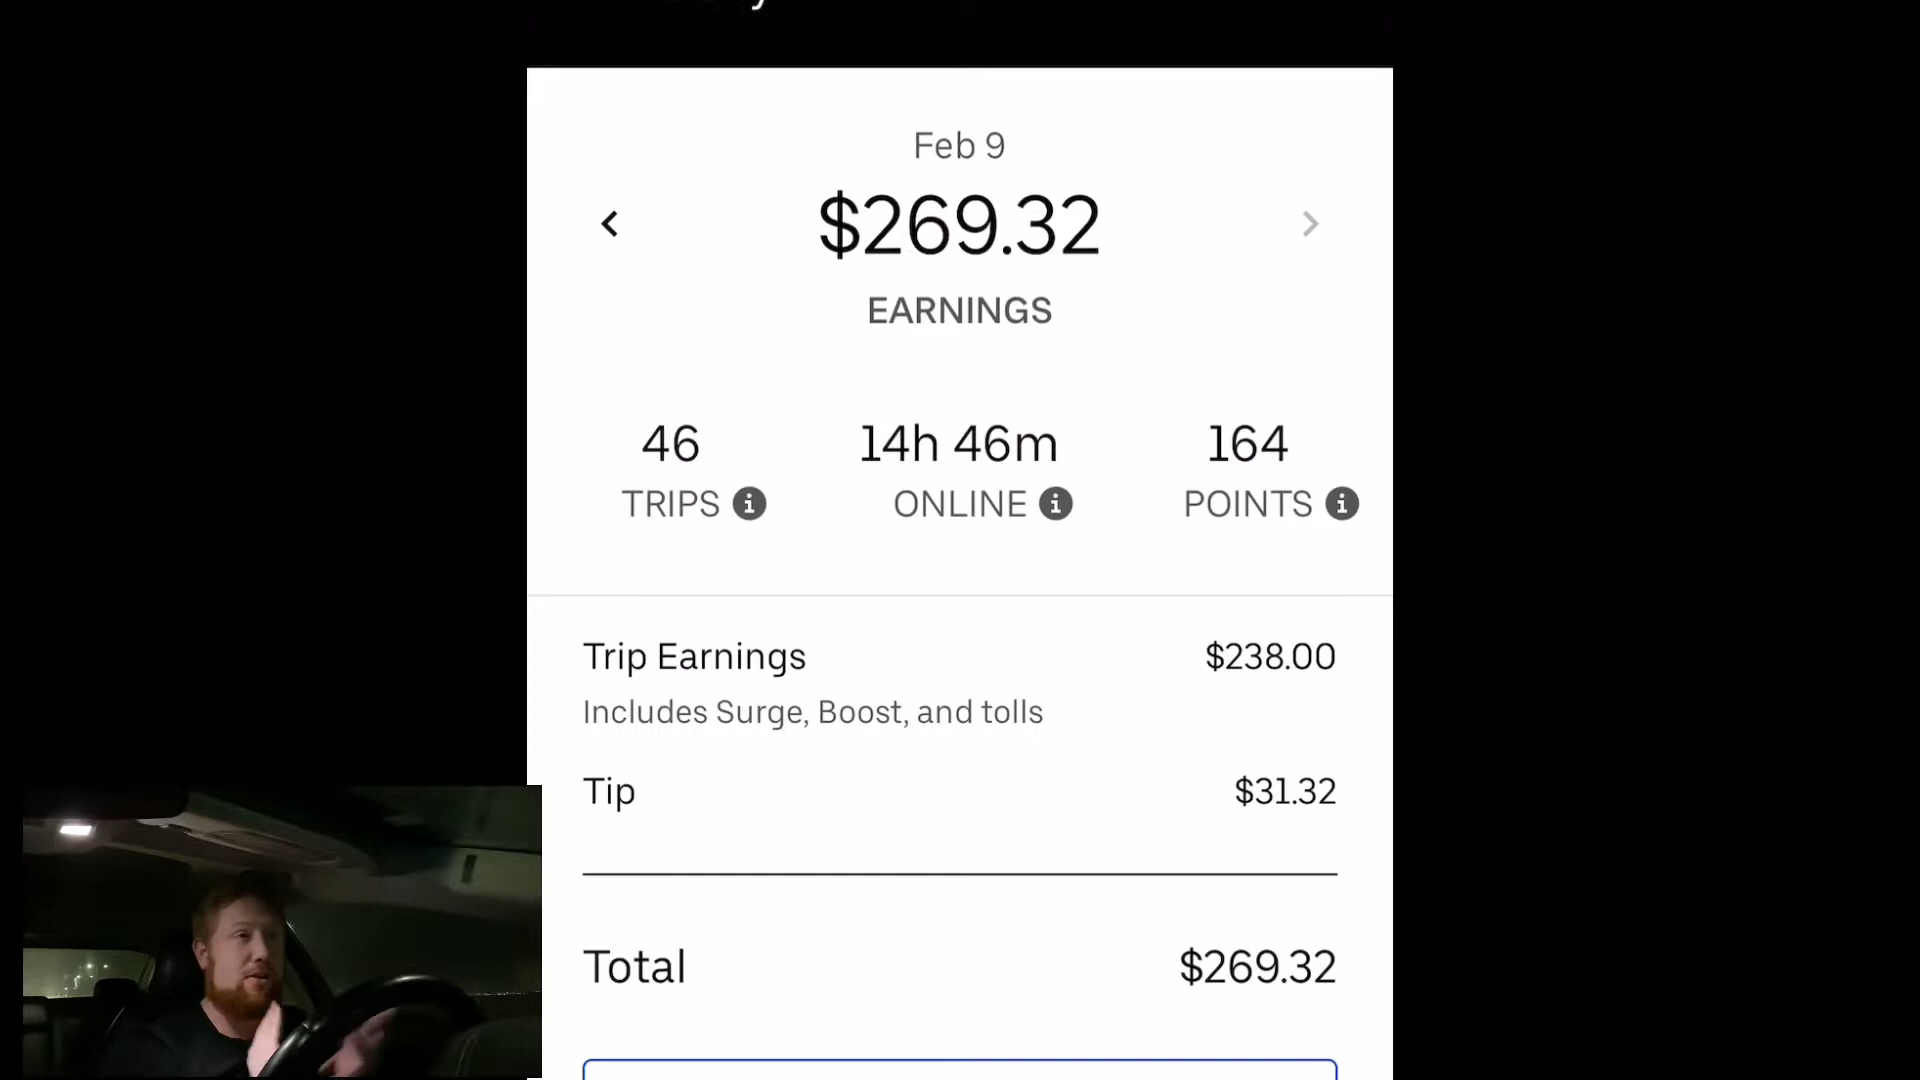 Feb 9
$269.32
EARNINGS
46 14h 46m 164
TRIPS ONLINE POINTS
Trip Earnings $238.00
Includes Surge, Boost, and tolls
Tip $31.32
Total $269.32